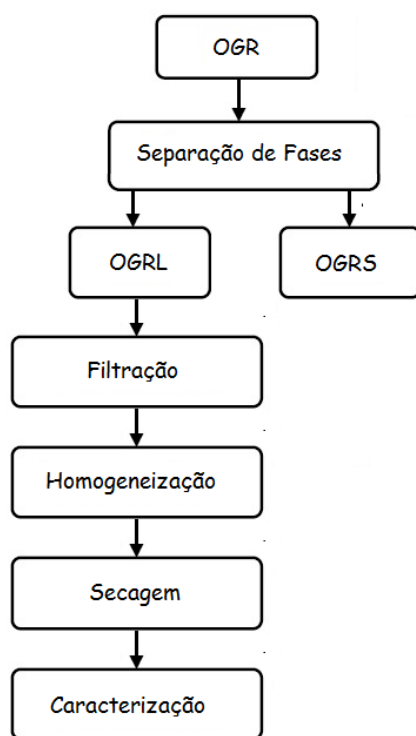 OGR
Separação de Fases
OGRL
OGRS
Filtração
Homogeneização
Secagem
Caracterização